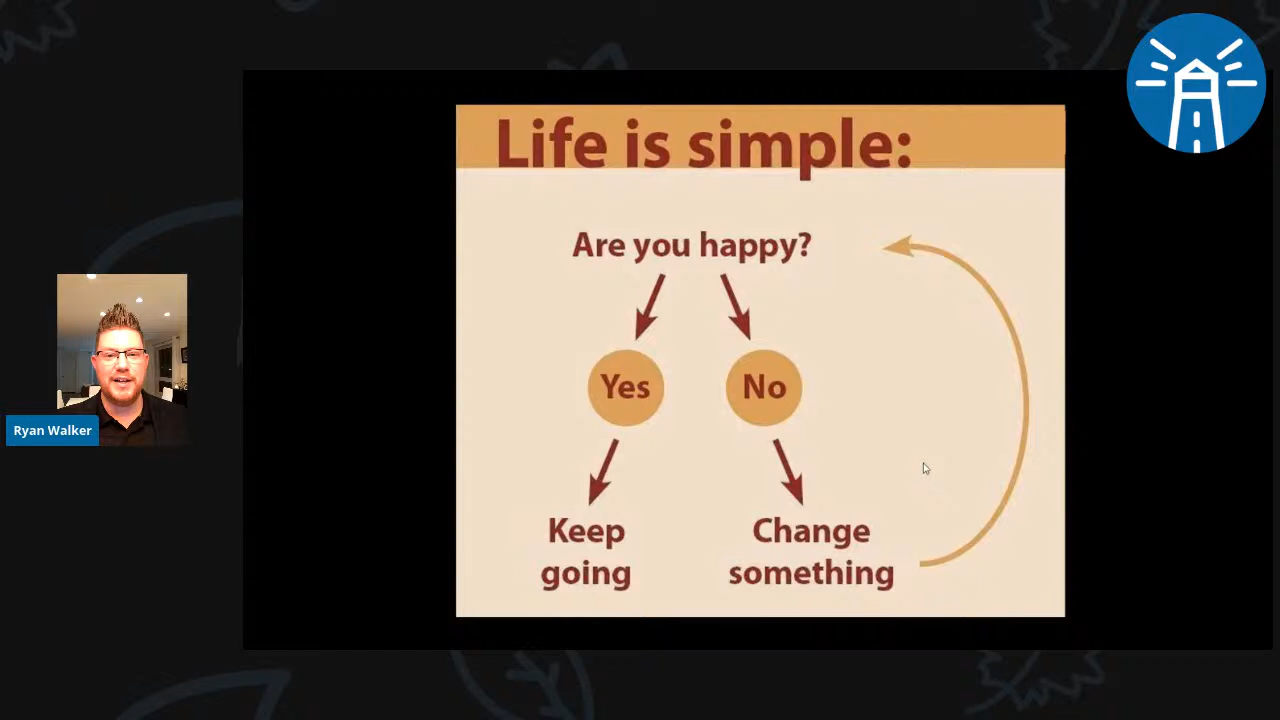 Life is simple:
Are you happy?
Yes
No
Keep
going
Change
something
Ryan Walker